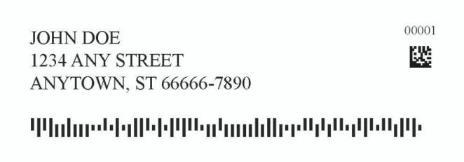 00001
JOHN DOE
1234 ANY STREET
ANYTOWN, ST 66666-7890